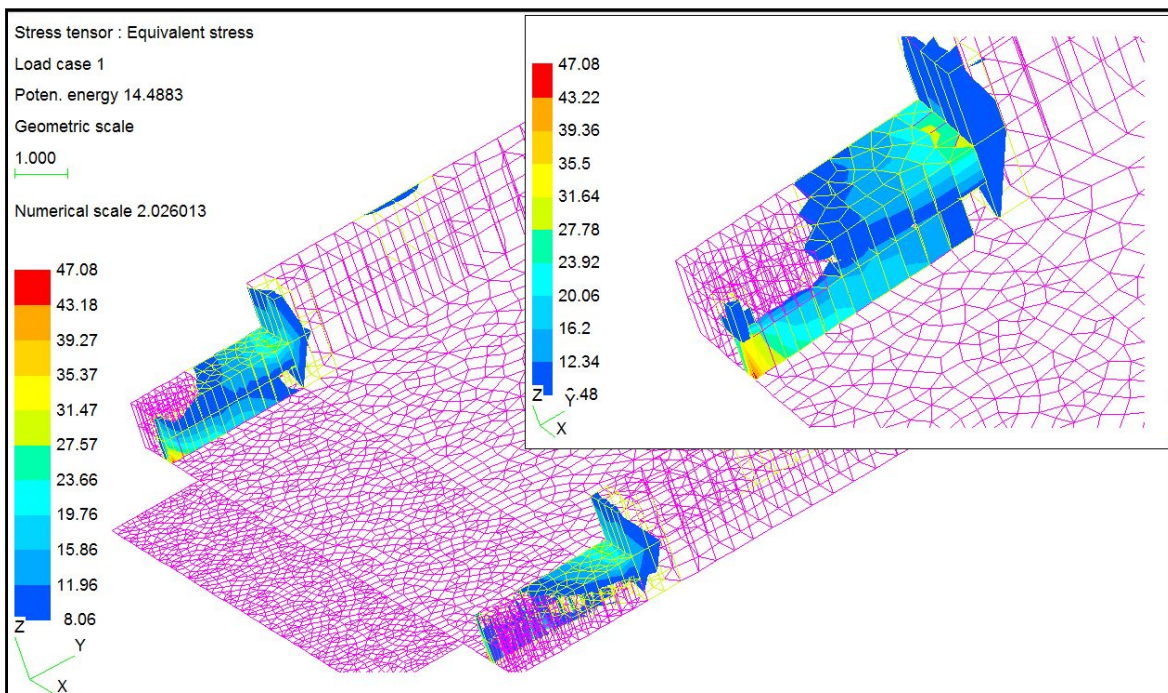 Stress tensor : Equivalent stress
Load case 1
Poten. energy 14.4883
Geometric scale
1.000
Numerical scale 2.026013
47.08
43.18
39.27
35.37
31.47
27.57
23.66
19.76
15.86
11.96
8.06
Z
Y
X
47.08
43.22
39.36
35.5
31.64
27.78
23.92
20.06
16.2
12.34
Z
Y
X